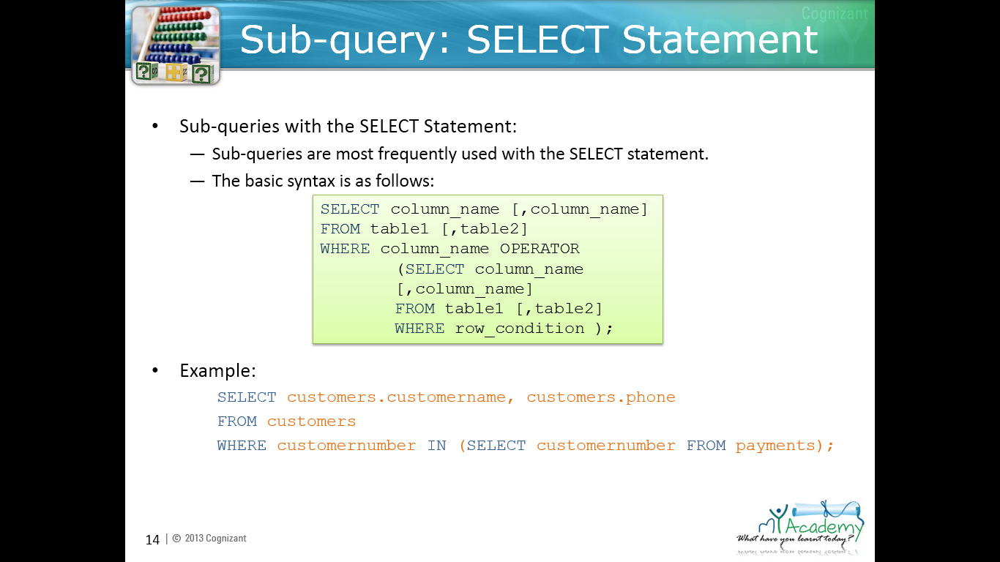 Cognizant
Sub-query: SELECT Statement
• Sub-queries with the SELECT Statement:
— Sub-queries are most frequently used with the SELECT statement.
— The basic syntax is as follows:
SELECT column_name [,column_name]
FROM table1 [,table2]
WHERE column_name OPERATOR
(SELECT column_name
[,column_name]
FROM table1 [,table2]
WHERE row_condition );
• Example:
SELECT customers.customername, customers.phone
FROM customers
WHERE customernumber IN (SELECT customernumber FROM payments);
14 | © 2013 Cognizant
my Academy
What have you learnt today?